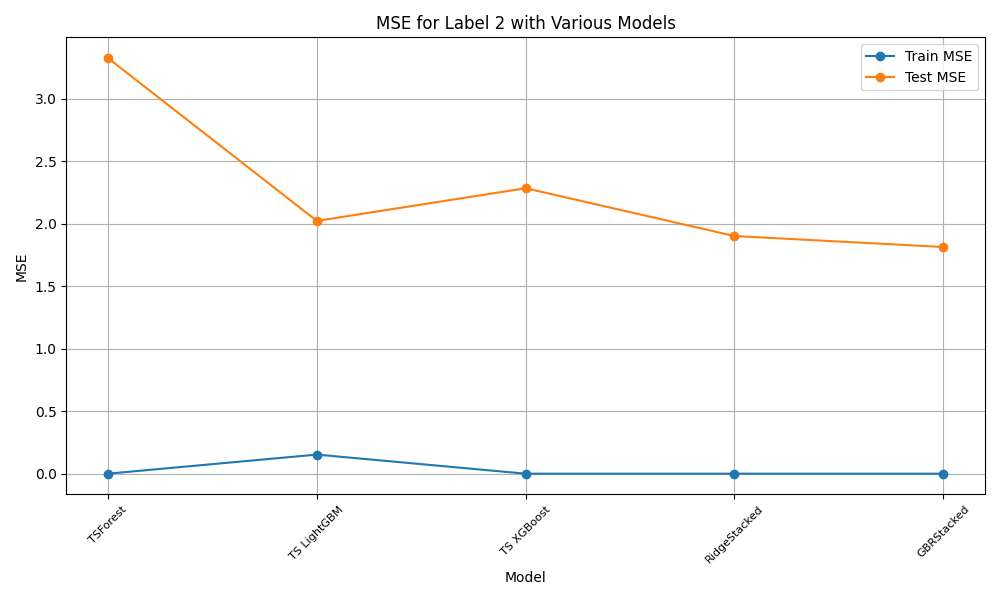 MSE for Label 2 with Various Models
Train MSE
Test MSE
MSE
3.0
2.5
2.0
1.5
1.0
0.5
0.0
TSForest
TS LightGBM
TS XGBoost
RidgeStacked
GBRStacked
Model